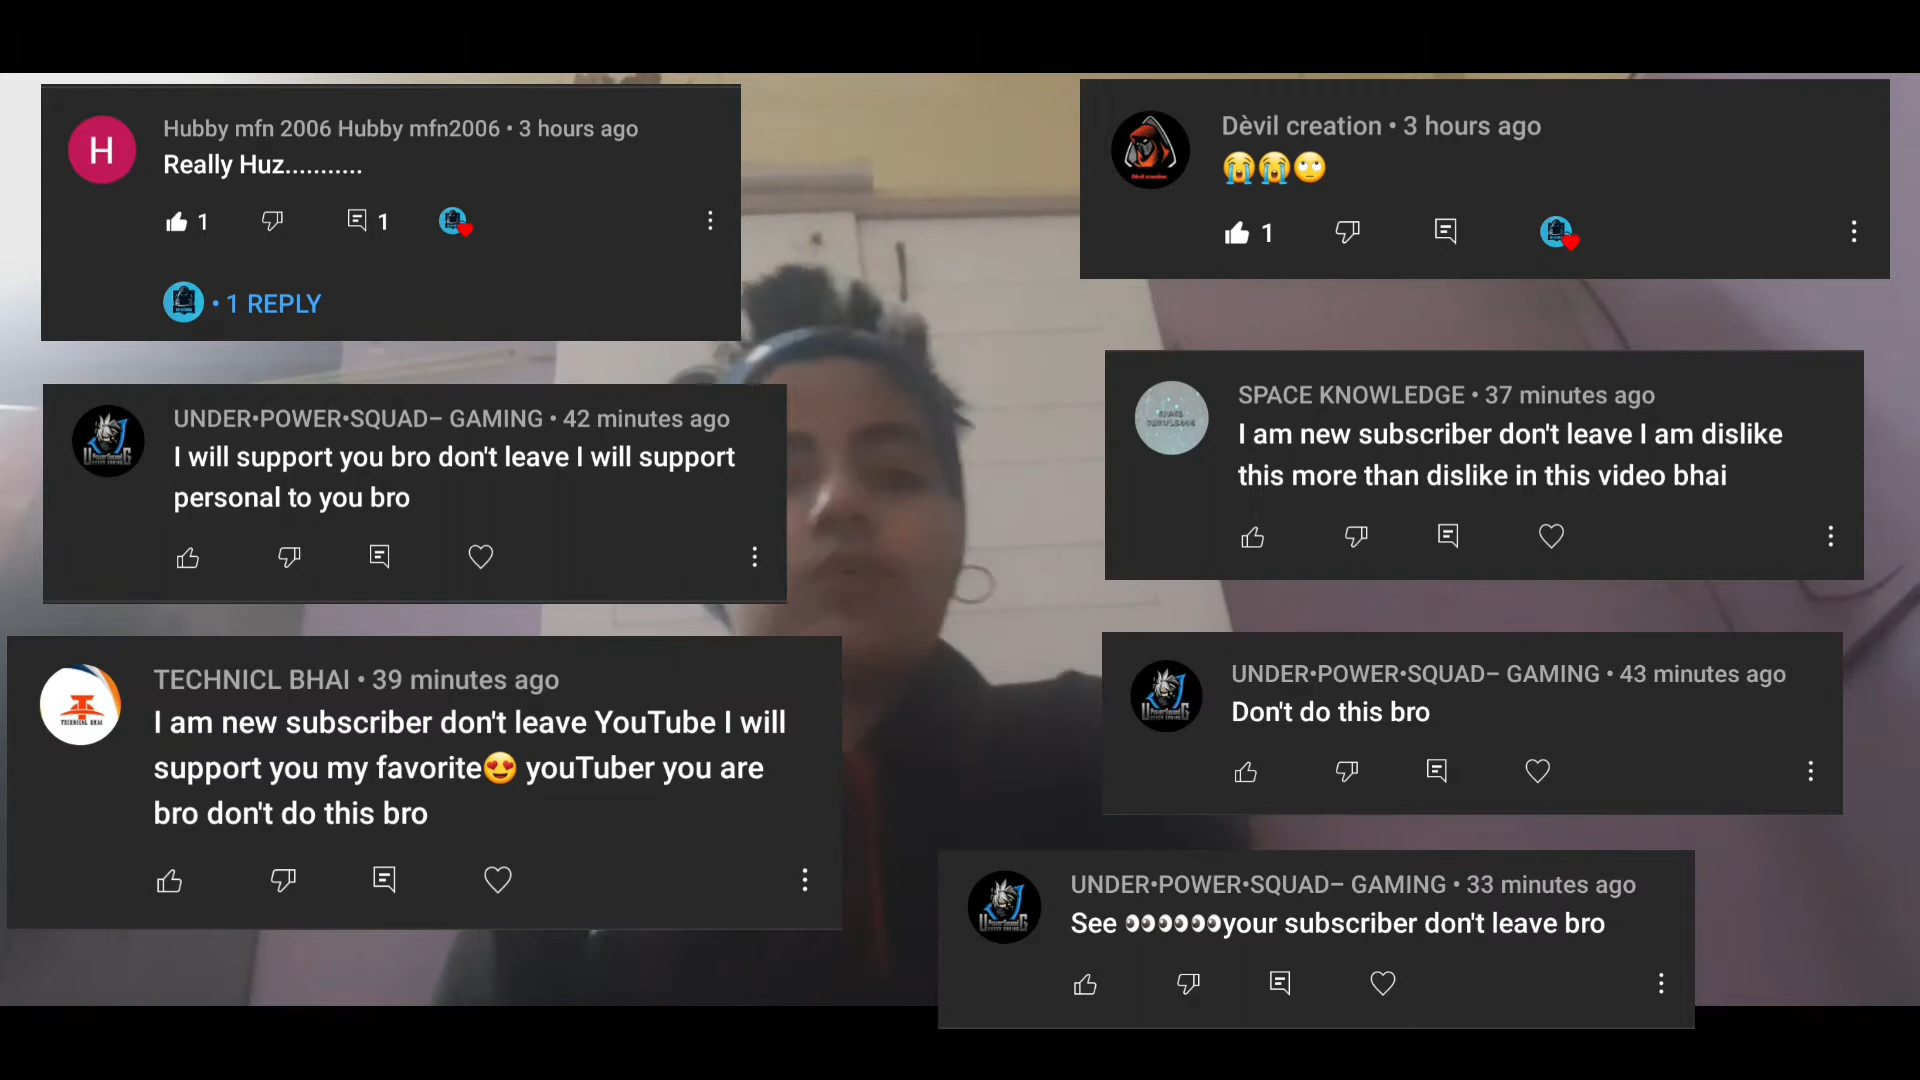 H
Hubby mfn 2006 Hubby mfn2006 • 3 hours ago
Really Huz...........
1
1
• 1 REPLY
Dèvil creation • 3 hours ago
😭😭🙄
1
UNDER•POWER•SQUAD– GAMING • 42 minutes ago
I will support you bro don't leave I will support
personal to you bro
SPACE KNOWLEDGE • 37 minutes ago
I am new subscriber don't leave I am dislike
this more than dislike in this video bhai
TECHNICAL BHAI
TECHNICL BHAI • 39 minutes ago
I am new subscriber don't leave YouTube I will
support you my favorite😍 youTuber you are
bro don't do this bro
UNDER•POWER•SQUAD– GAMING • 43 minutes ago
Don't do this bro
UNDER•POWER•SQUAD– GAMING • 33 minutes ago
See 👀👀👀your subscriber don't leave bro